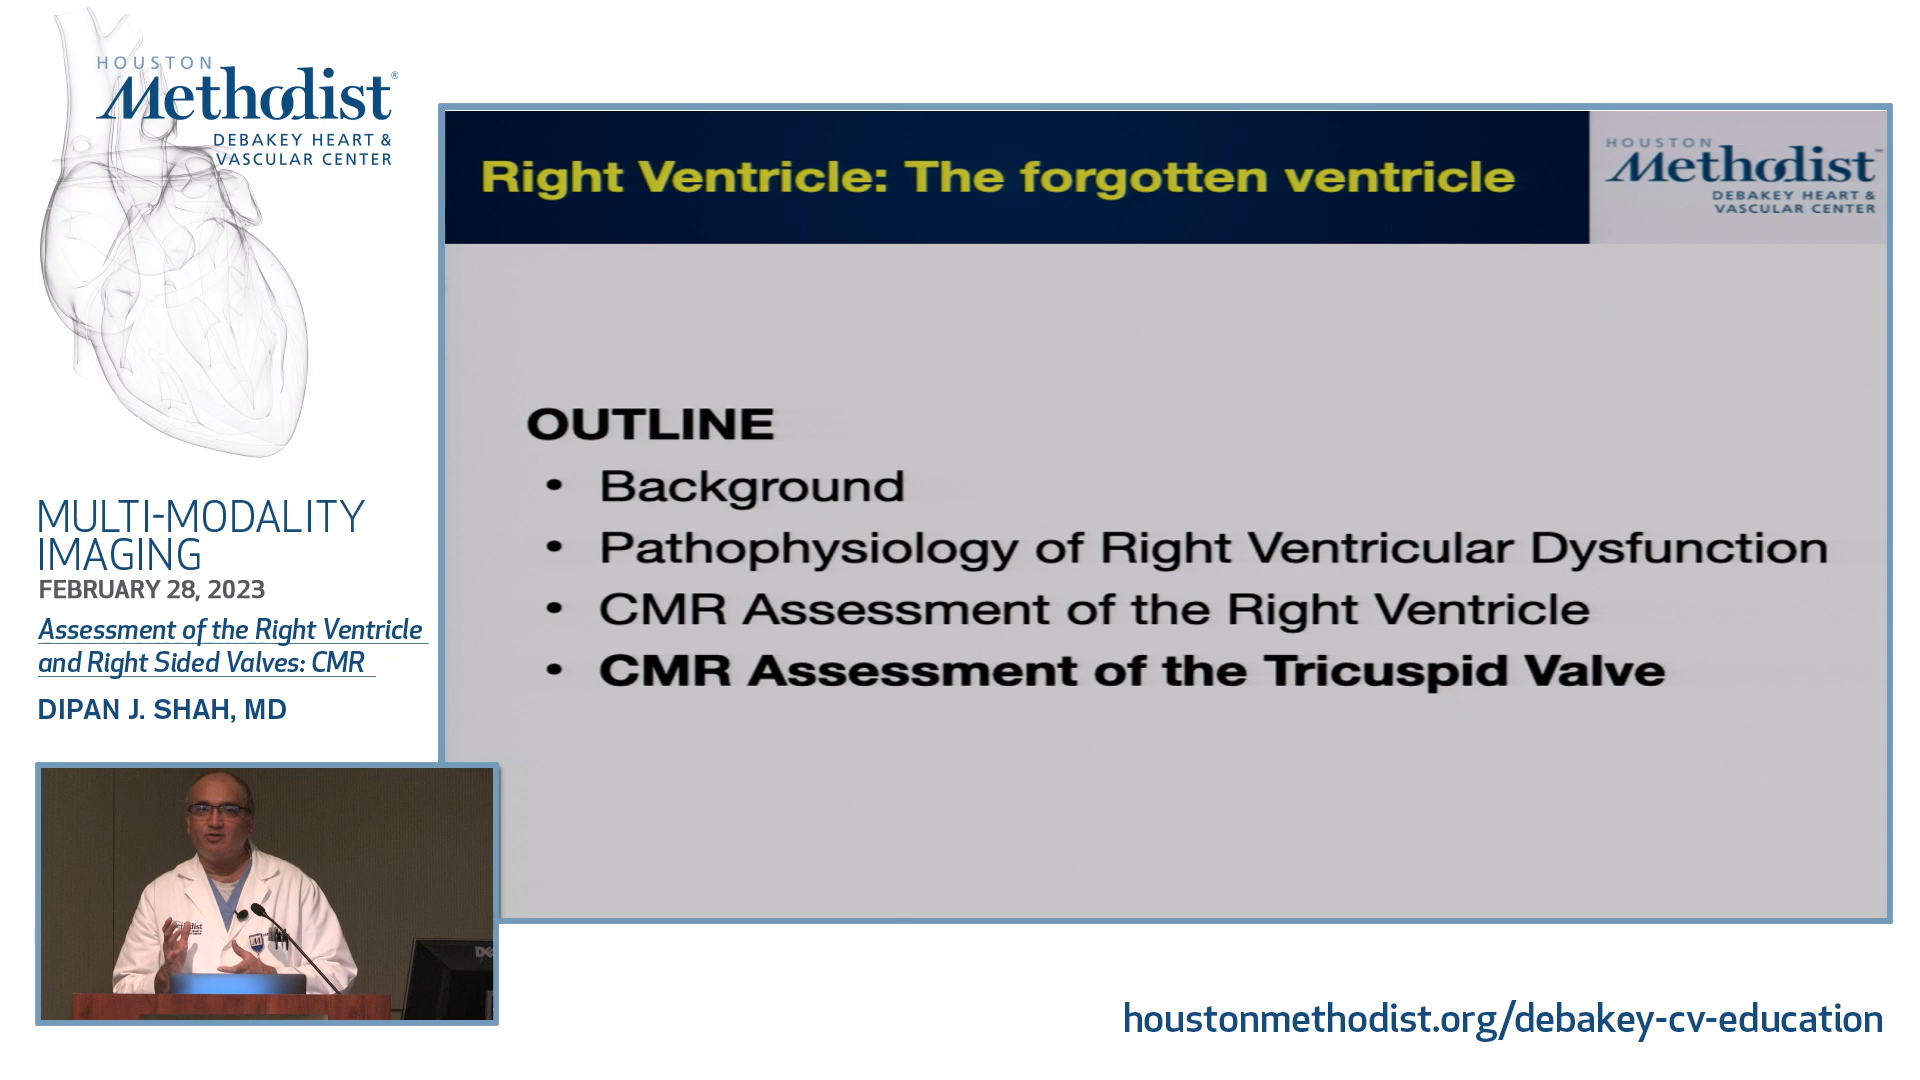 HOUSTON
Methodist®
DEBAKEY HEART &
VASCULAR CENTER
MULTI-MODALITY
IMAGING
FEBRUARY 28, 2023
Assessment of the Right Ventricle
and Right Sided Valves: CMR
DIPAN J. SHAH, MD
Right Ventricle: The forgotten ventricle
HOUSTON
Methodist
DEBAKEY HEART &
VASCULAR CENTER
OUTLINE
• Background
• Pathophysiology of Right Ventricular Dysfunction
• CMR Assessment of the Right Ventricle
• CMR Assessment of the Tricuspid Valve
houstonmethodist.org/debakey-cv-education